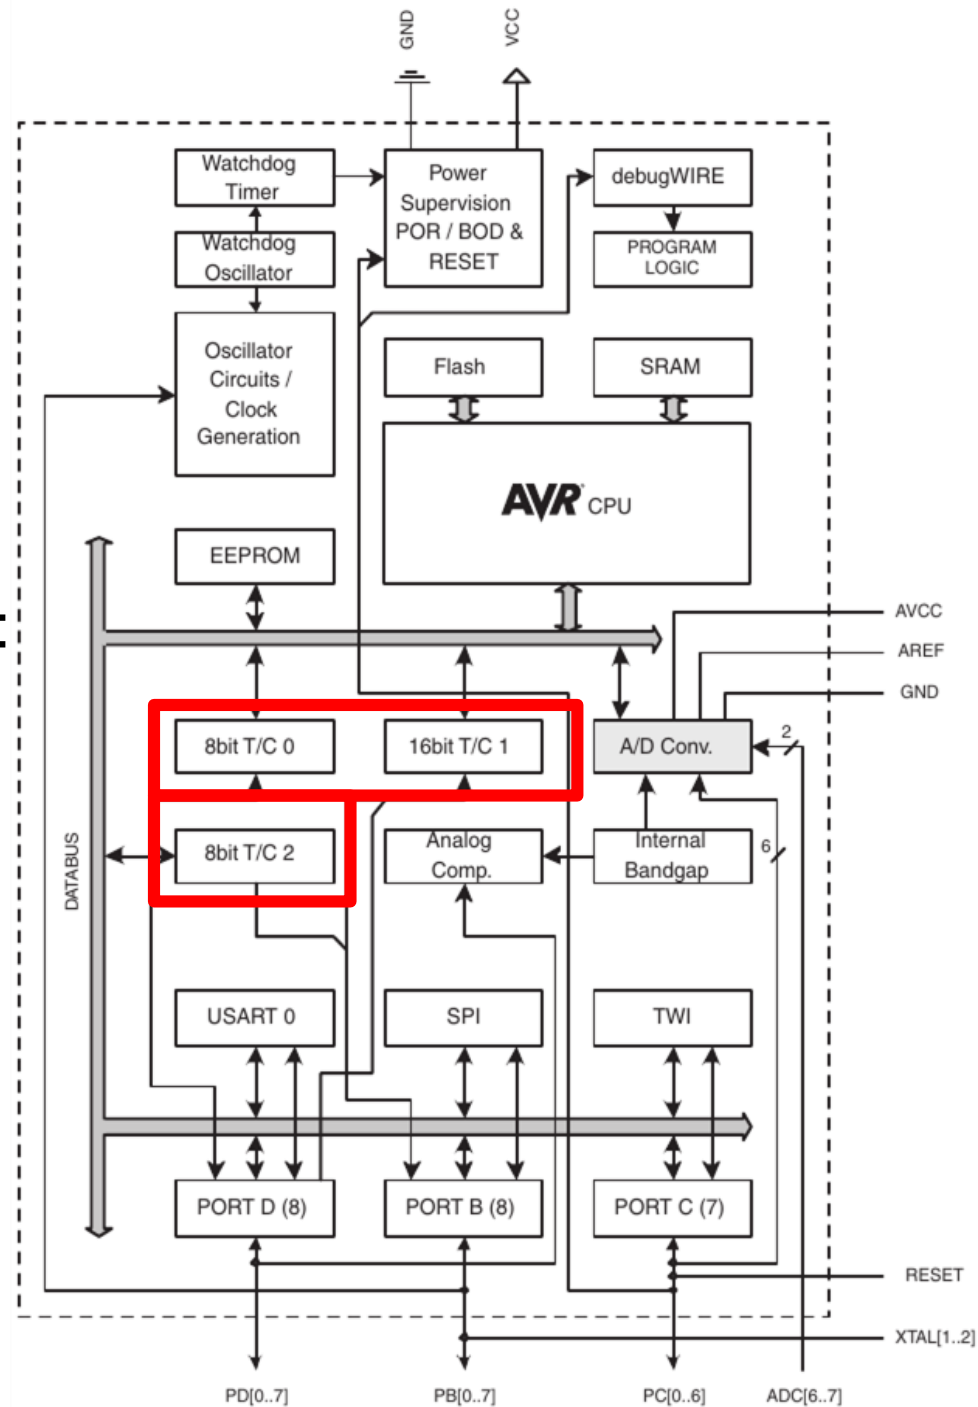 GND
VCC
Watchdog
Timer
Power
Supervision
POR / BOD &
RESET
debugWIRE
Watchdog
Oscillator
PROGRAM
LOGIC
Oscillator
Circuits /
Clock
Generation
Flash
SRAM
AVR CPU
EEPROM
AVCC
AREF
GND
8bit T/C 0
16bit T/C 1
A/D Conv.
2
DATABUS
8bit T/C 2
Analog
Comp.
Internal
Bandgap
6
USART 0
SPI
TWI
PORT D (8)
PORT B (8)
PORT C (7)
RESET
XTAL[1..2]
PD[0..7]
PB[0..7]
PC[0..6]
ADC[6..7]